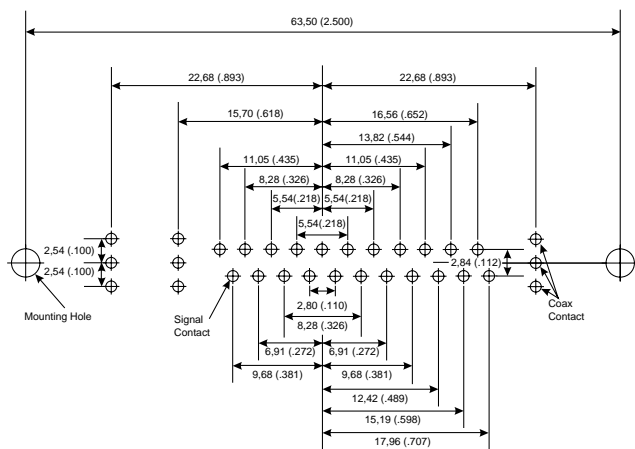 63,50 (2.500)
22,68 (.893) 22,68 (.893)
15,70 (.618) 16,56 (.652)
13,82 (.544)
11,05 (.435) 11,05 (.435)
8,28 (.326) 8,28 (.326)
5,54(.218) 5,54(.218)
5,54(.218)
2,54 (.100)
2,84 (.112)
2,54 (.100)
Mounting Hole
Signal
Contact
Coax
Contact
2,80 (.110)
8,28 (.326)
6,91 (.272) 6,91 (.272)
9,68 (.381) 9,68 (.381)
12,42 (.489)
15,19 (.598)
17,96 (.707)